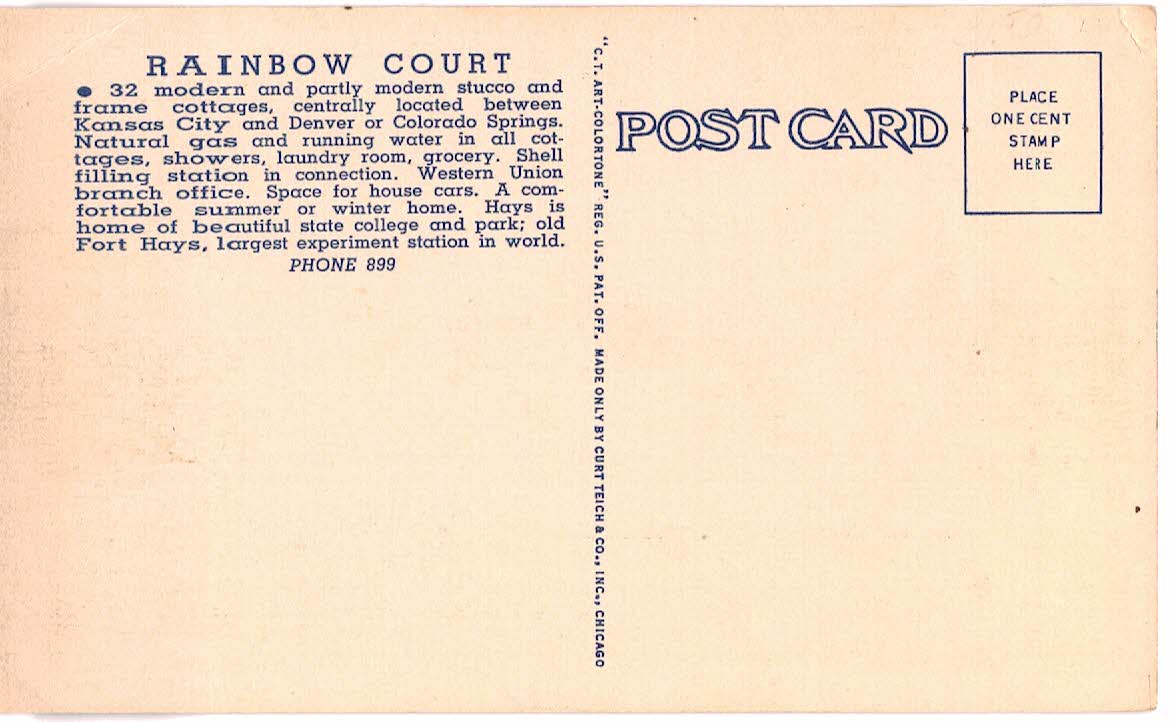 RAINBOW COURT
● 32 modern and partly modern stucco and
frame cottages, centrally located between
Kansas City and Denver or Colorado Springs.
Natural gas and running water in all cot-
tages, showers, laundry room, grocery. Shell
filling station in connection. Western Union
branch office. Space for house cars. A com-
fortable summer or winter home. Hays is
home of beautiful state college and park; old
Fort Hays, largest experiment station in world.
PHONE 899
"C.T. ART-COLORTONE" REG. U.S. PAT. OFF. MADE ONLY BY CURT TEICH & CO., INC., CHICAGO
POST CARD
PLACE
ONE CENT
STAMP
HERE